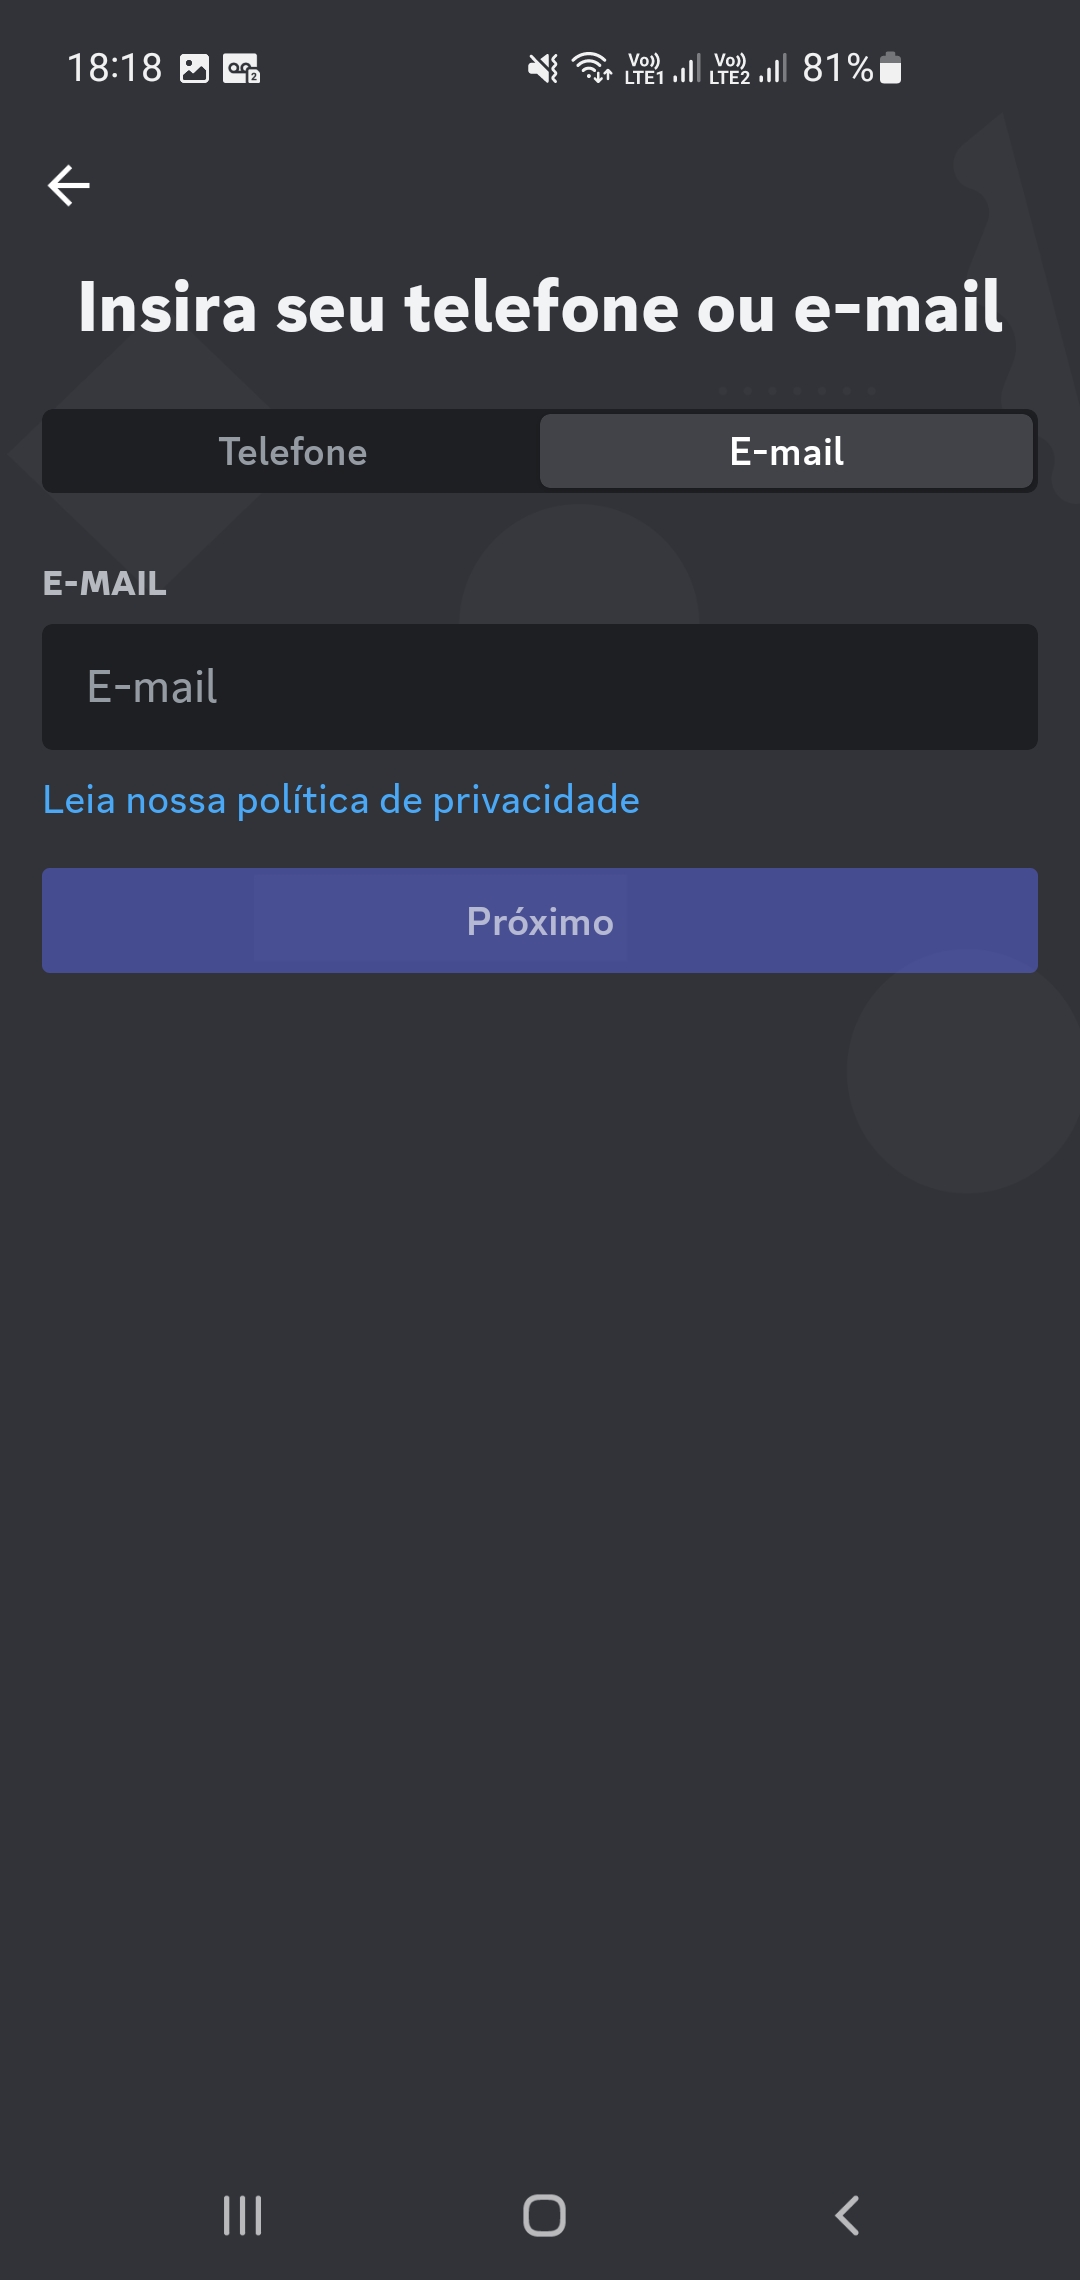 18:18 2 Vo)) LTE1 Vo)) LTE2 81%
Insira seu telefone ou e-mail
Telefone E-mail
E-MAIL
E-mail
Leia nossa política de privacidade
Próximo